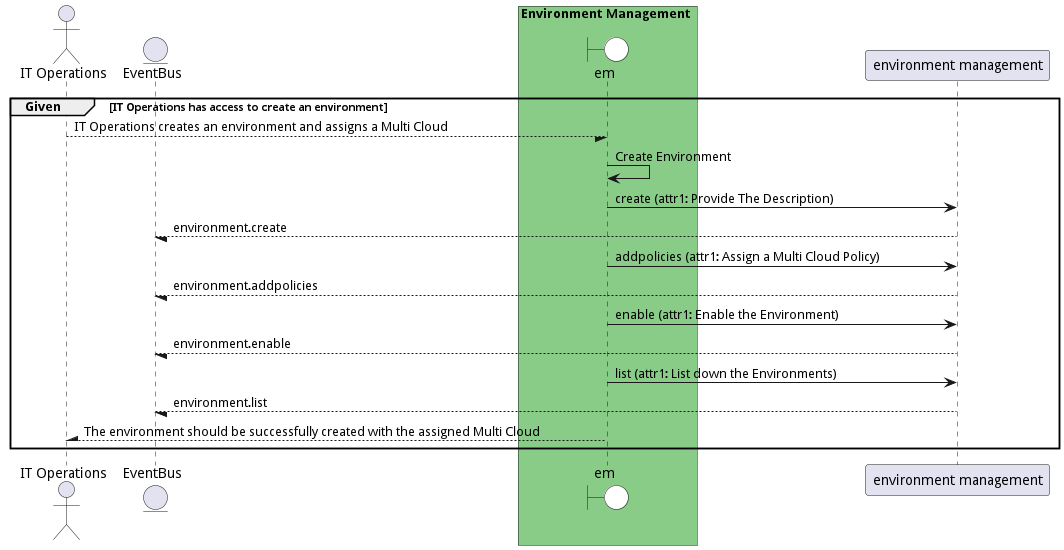 Environment Management
IT Operations
EventBus
em
environment management
Given
[IT Operations has access to create an environment]
IT Operations creates an environment and assigns a Multi Cloud
Create Environment
create (attr1: Provide The Description)
environment.create
addpolicies (attr1: Assign a Multi Cloud Policy)
environment.addpolicies
enable (attr1: Enable the Environment)
environment.enable
list (attr1: List down the Environments)
environment.list
The environment should be successfully created with the assigned Multi Cloud
IT Operations
EventBus
em
environment management